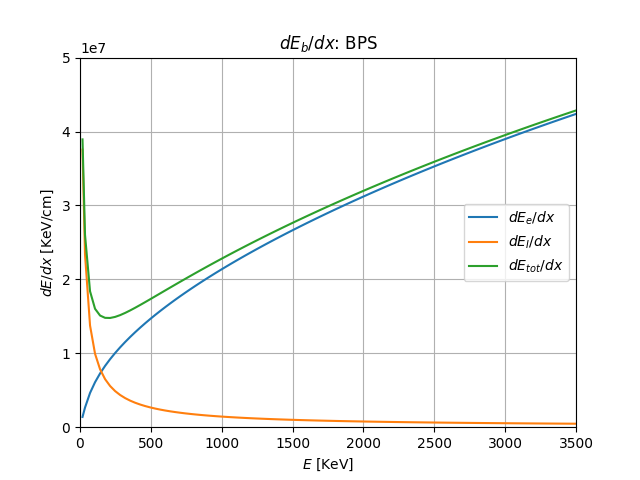 dE_b/dx: BPS
1e7
5
4
3
2
1
0
dE/dx [KeV/cm]
dE_e/dx
dE_I/dx
dE_tot/dx
0 500 1000 1500 2000 2500 3000 3500
E [KeV]